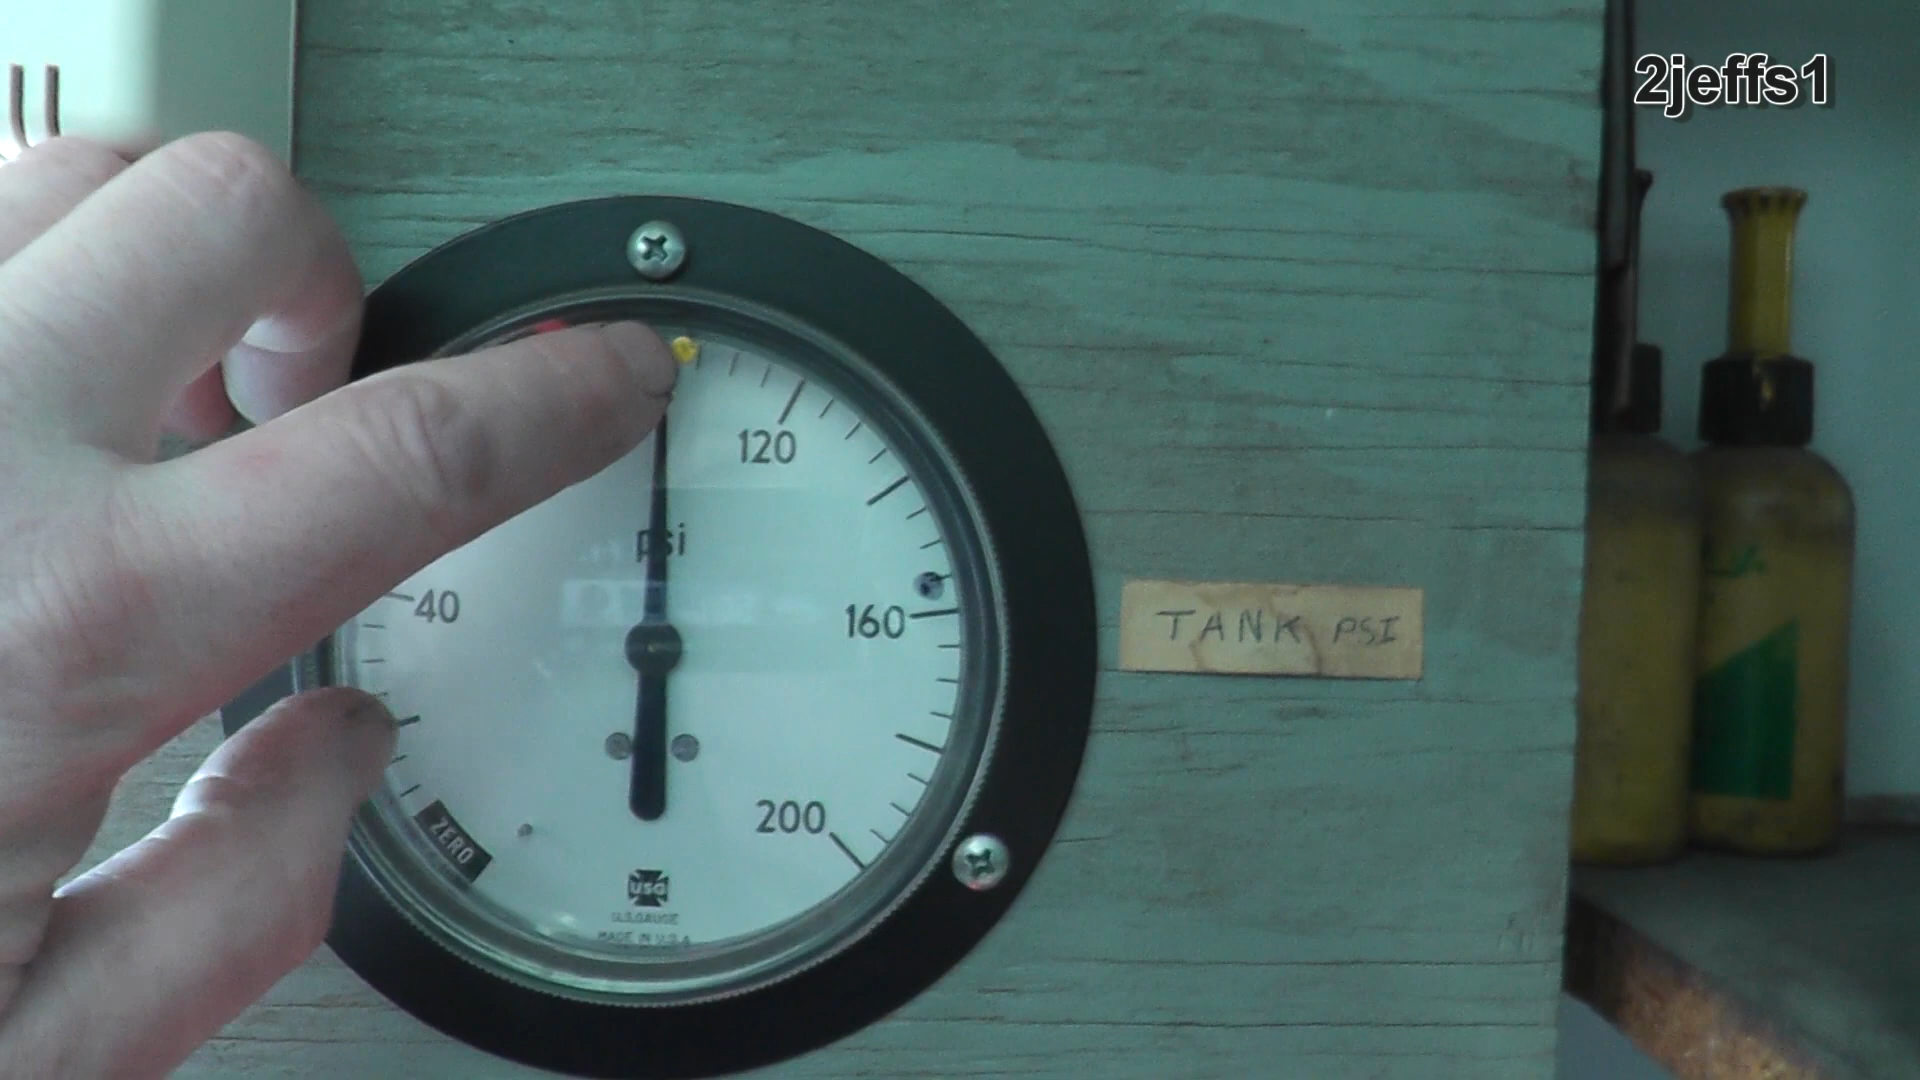 2jeffs1
120
psi
40
160
TANK PSI
200
ZERO
usg
U.S. GAUGE
MADE IN U.S.A